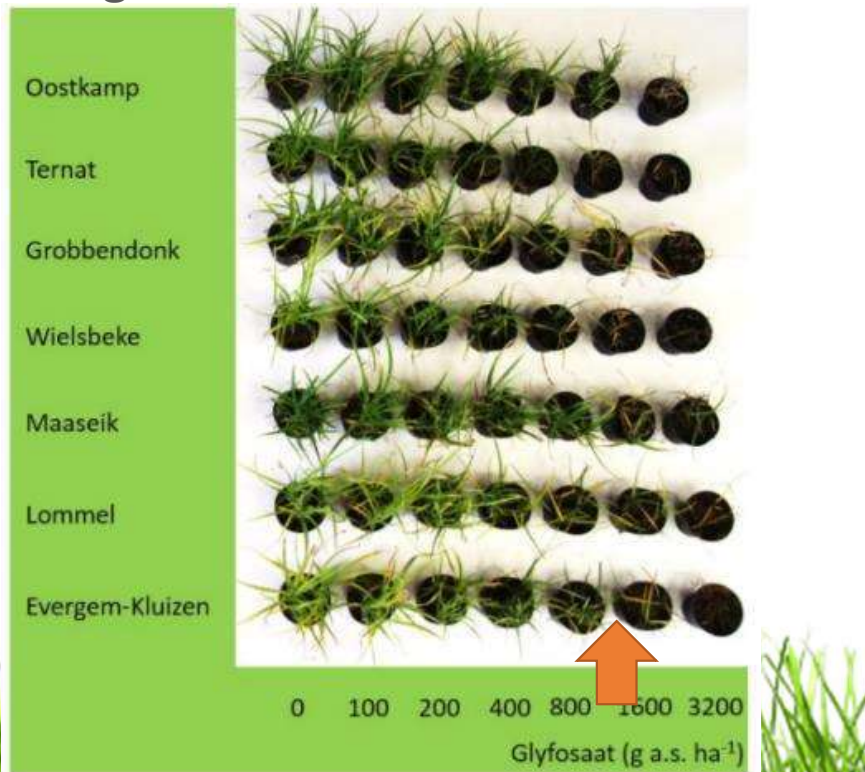 Oostkamp
Ternat
Grobbendonk
Wielsbeke
Maaseik
Lommel
Evergem-Kluizen
0 100 200 400 800 1600 3200
Glyfosaat (g a.s. ha⁻¹)